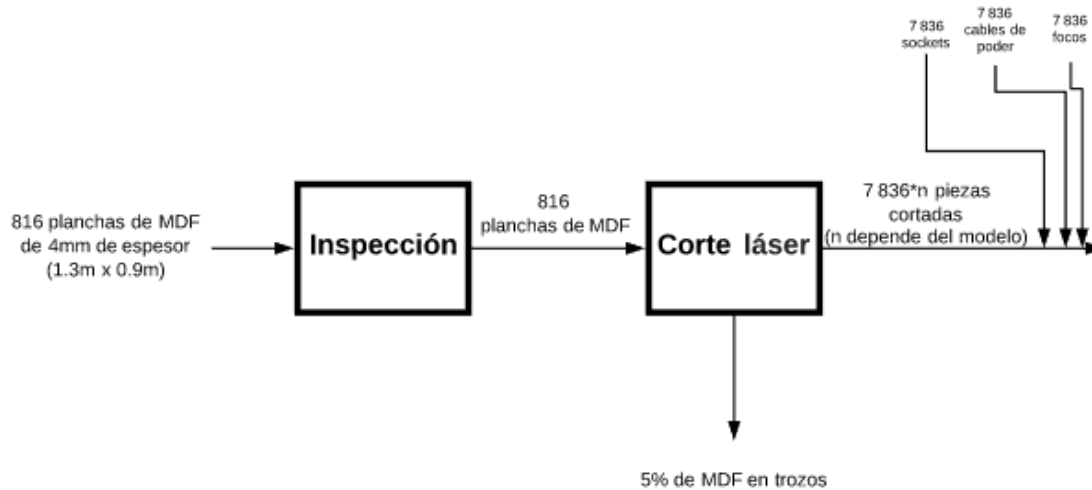 7 836
sockets
7 836
cables de
poder
7 836
focos
816 planchas de MDF
de 4mm de espesor
(1.3m x 0.9m)
Inspección
816
planchas de MDF
Corte láser
7 836*n piezas
cortadas
(n depende del modelo)
5% de MDF en trozos